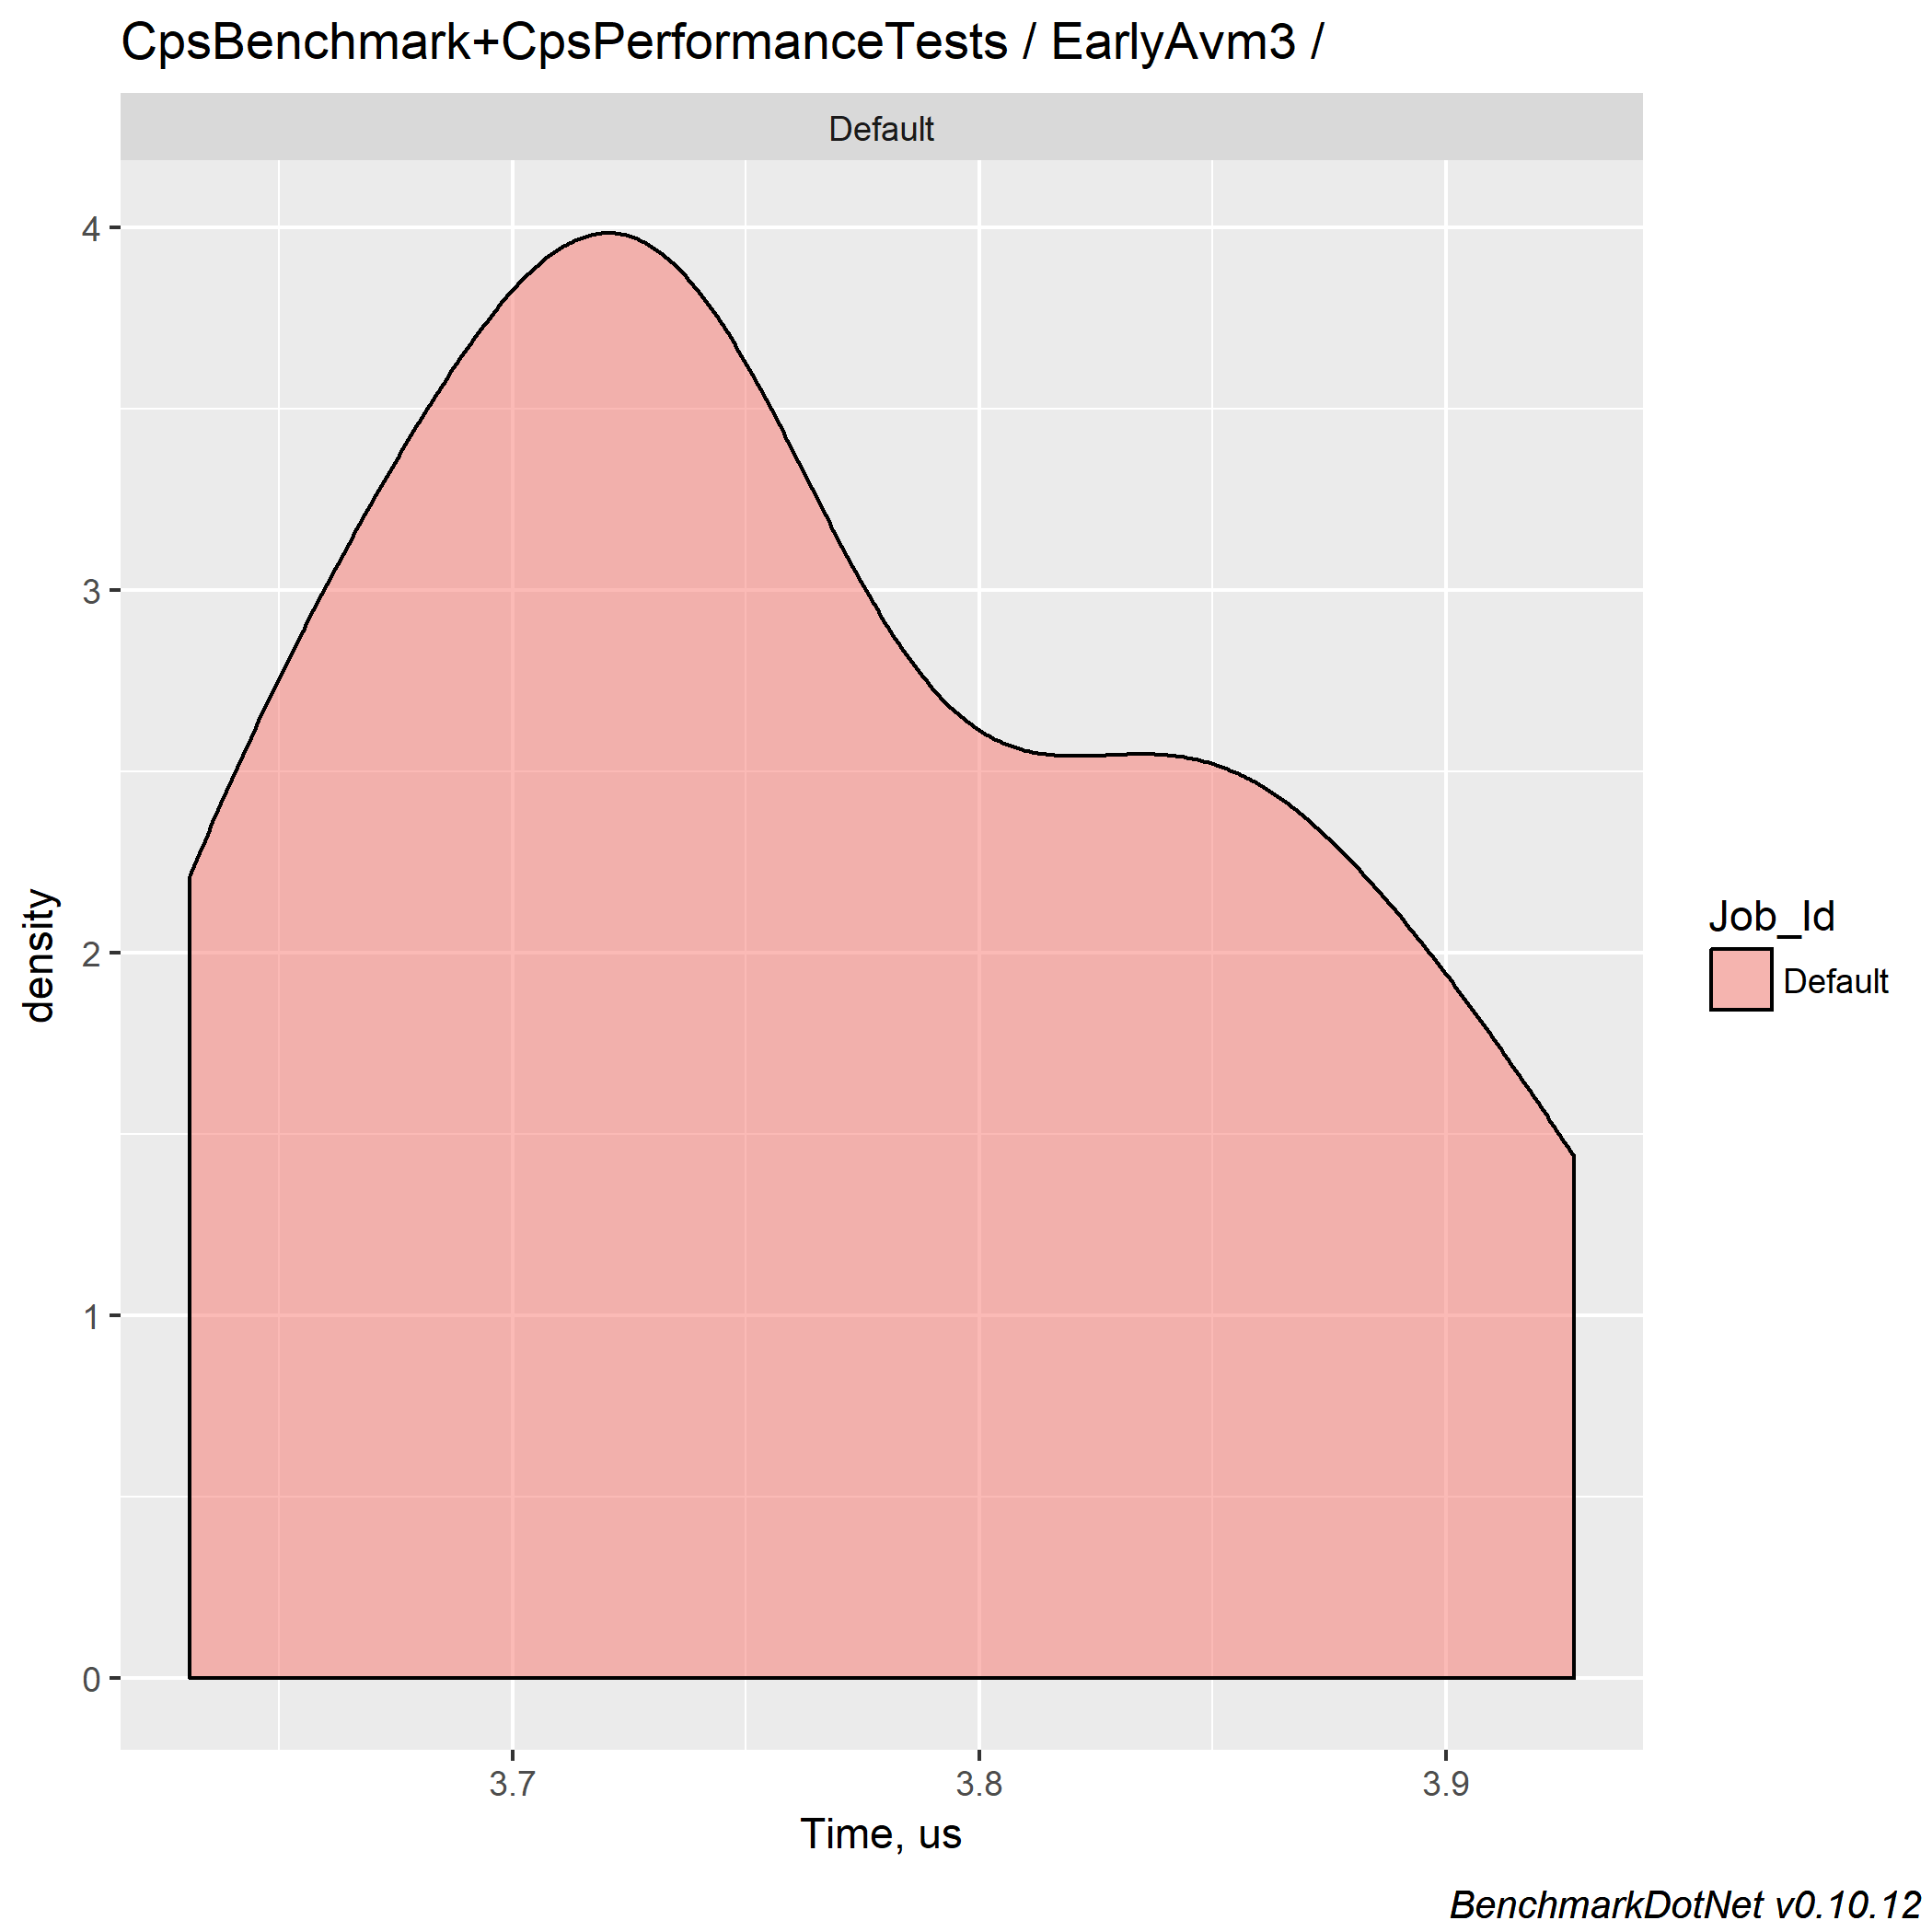 CpsBenchmark+CpsPerformanceTests / EarlyAvm3 /
Default
4
3
2
1
0
density
3.7 3.8 3.9
Time, us
Job_Id
Default
BenchmarkDotNet v0.10.12